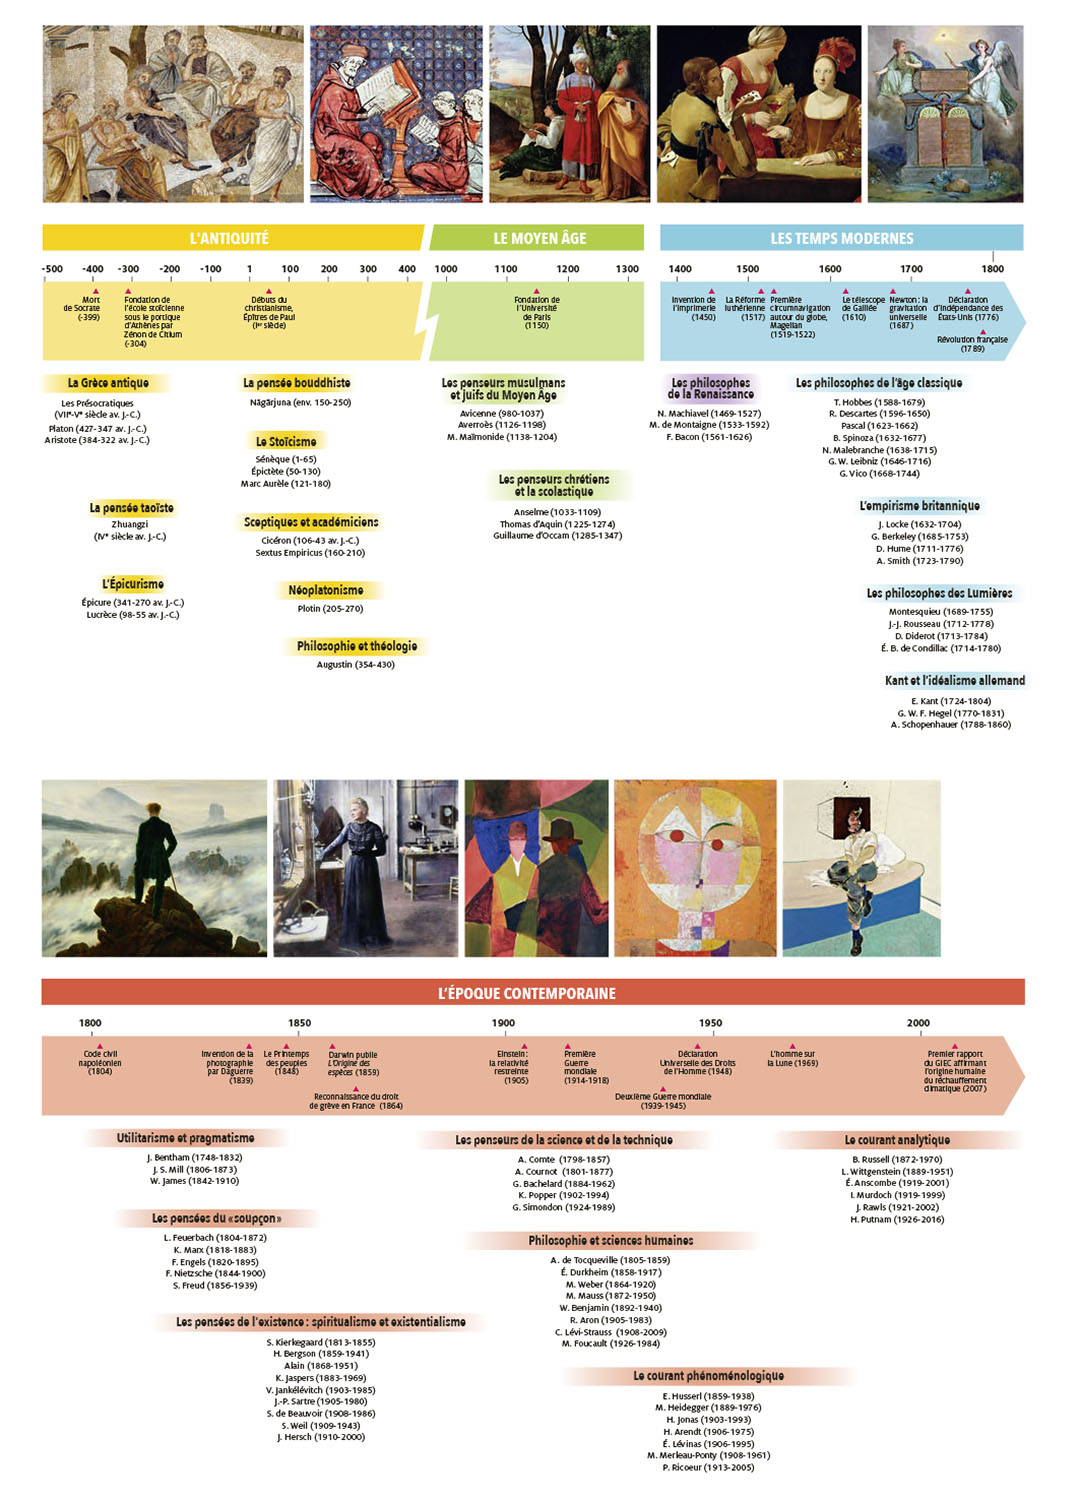 L'ANTIQUITÉ
-500 -400 -300 -200 -100 1 100 200 300 400
Mort
de Socrate
(-399)
Fondation de
l'école stoïcienne
sous le portique
d'Athènes par
Zénon de Citium
(-304)
Débuts du
christianisme,
Épîtres de Paul
(Ier siècle)
La Grèce antique
Les Présocratiques
(VIIe-Ve siècle av. J.-C.)
Platon (427-347 av. J.-C.)
Aristote (384-322 av. J.-C.)
La pensée taoïste
Zhuangzi
(IVe siècle av. J.-C.)
L'Épicurisme
Épicure (341-270 av. J.-C.)
Lucrèce (98-55 av. J.-C.)
La pensée bouddhiste
Nāgārjuna (env. 150-250)
Le Stoïcisme
Sénèque (1-65)
Épictète (50-130)
Marc Aurèle (121-180)
Sceptiques et académiciens
Cicéron (106-43 av. J.-C.)
Sextus Empiricus (160-210)
Néoplatonisme
Plotin (205-270)
Philosophie et théologie
Augustin (354-430)
LE MOYEN ÂGE
1000 1100 1200 1300
Fondation de
l'Université
de Paris
(1150)
Les penseurs musulmans
et juifs du Moyen Âge
Avicenne (980-1037)
Averroès (1126-1198)
M. Maïmonide (1138-1204)
Les penseurs chrétiens
et la scolastique
Anselme (1033-1109)
Thomas d'Aquin (1225-1274)
Guillaume d'Occam (1285-1347)
LES TEMPS MODERNES
1400 1500 1600 1700 1800
Invention de
l'imprimerie
(1450)
La Réforme
luthérienne
(1517)
Première
circumnavigation
autour du globe,
Magellan
(1519-1522)
Le télescope
de Galilée
(1610)
Newton : la
gravitation
universelle
(1687)
Déclaration
d'Indépendance des
États-Unis (1776)
Révolution française
(1789)
Les philosophes
de la Renaissance
N. Machiavel (1469-1527)
M. de Montaigne (1533-1592)
F. Bacon (1561-1626)
Les philosophes de l'âge classique
T. Hobbes (1588-1679)
R. Descartes (1596-1650)
Pascal (1623-1662)
B. Spinoza (1632-1677)
N. Malebranche (1638-1715)
G. W. Leibniz (1646-1716)
G. Vico (1668-1744)
L'empirisme britannique
J. Locke (1632-1704)
G. Berkeley (1685-1753)
D. Hume (1711-1776)
A. Smith (1723-1790)
Les philosophes des Lumières
Montesquieu (1689-1755)
J.-J. Rousseau (1712-1778)
D. Diderot (1713-1784)
É. B. de Condillac (1714-1780)
Kant et l'idéalisme allemand
E. Kant (1724-1804)
G. W. F. Hegel (1770-1831)
A. Schopenhauer (1788-1860)
L'ÉPOQUE CONTEMPORAINE
1800 1850 1900 1950 2000
Code civil
napoléonien
(1804)
Invention de la
photographie
par Daguerre
(1839)
Le Printemps
des peuples
(1848)
Darwin publie
L'Origine des
espèces (1859)
Reconnaissance du droit
de grève en France (1864)
Einstein :
la relativité
restreinte
(1905)
Première
Guerre
mondiale
(1914-1918)
Déclaration
Universelle des Droits
de l'Homme (1948)
Deuxième Guerre mondiale
(1939-1945)
L'homme sur
la Lune (1969)
Premier rapport
du GIEC affirmant
l'origine humaine
du réchauffement
climatique (2007)
Utilitarisme et pragmatisme
J. Bentham (1748-1832)
J. S. Mill (1806-1873)
W. James (1842-1910)
Les pensées du « soupçon »
L. Feuerbach (1804-1872)
K. Marx (1818-1883)
F. Engels (1820-1895)
F. Nietzsche (1844-1900)
S. Freud (1856-1939)
Les pensées de l'existence : spiritualisme et existentialisme
S. Kierkegaard (1813-1855)
H. Bergson (1859-1941)
Alain (1868-1951)
K. Jaspers (1883-1969)
V. Jankélévitch (1903-1985)
J.-P. Sartre (1905-1980)
S. de Beauvoir (1908-1986)
S. Weil (1909-1943)
J. Hersch (1910-2000)
Les penseurs de la science et de la technique
A. Comte (1798-1857)
A. Cournot (1801-1877)
G. Bachelard (1884-1962)
K. Popper (1902-1994)
G. Simondon (1924-1989)
Philosophie et sciences humaines
A. de Tocqueville (1805-1859)
É. Durkheim (1858-1917)
M. Weber (1864-1920)
M. Mauss (1872-1950)
W. Benjamin (1892-1940)
R. Aron (1905-1983)
C. Lévi-Strauss (1908-2009)
M. Foucault (1926-1984)
Le courant phénoménologique
E. Husserl (1859-1938)
M. Heidegger (1889-1976)
H. Jonas (1903-1993)
H. Arendt (1906-1975)
É. Lévinas (1906-1995)
M. Merleau-Ponty (1908-1961)
P. Ricoeur (1913-2005)
Le courant analytique
B. Russell (1872-1970)
L. Wittgenstein (1889-1951)
É. Anscombe (1919-2001)
I. Murdoch (1919-1999)
J. Rawls (1921-2002)
H. Putnam (1926-2016)